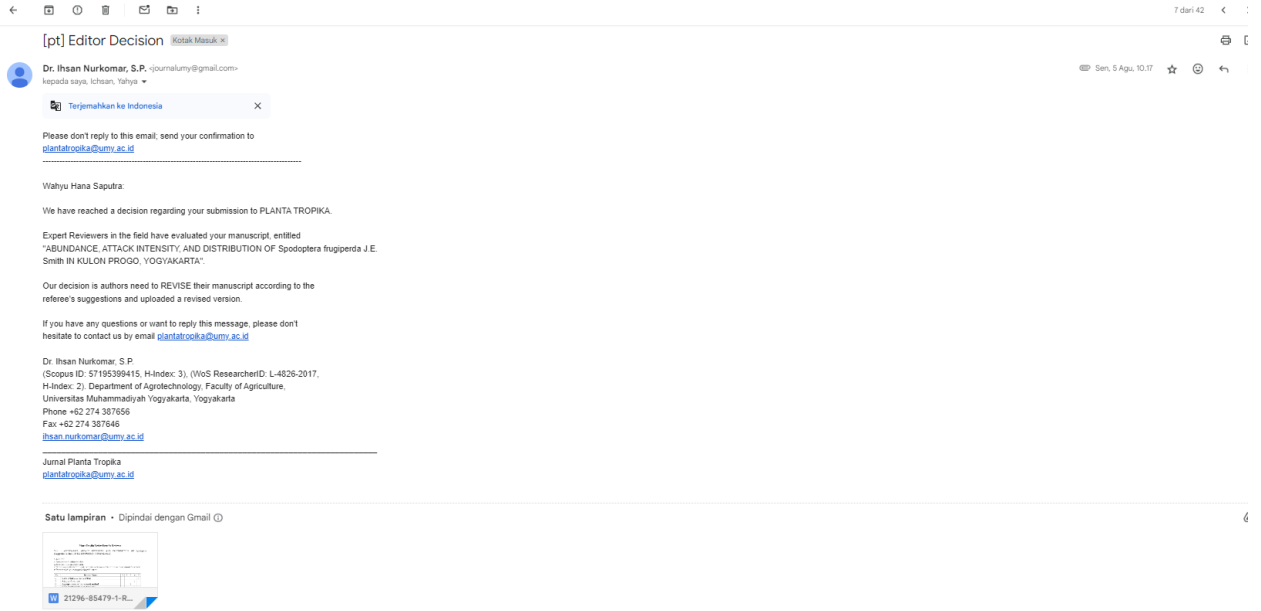 7 dari 42
[pt] Editor Decision Kotak Masuk ×
Dr. Ihsan Nurkomar, S.P. <journalumy@gmail.com>
Sen, 5 Agu, 10.17
kepada saya, Ichsan, Yahya
Terjemahkan ke Indonesia
Please don't reply to this email; send your confirmation to
plantatropika@umy.ac.id
--------------------------------------------------------------------------------
Wahyu Hana Saputra:
We have reached a decision regarding your submission to PLANTA TROPIKA.
Expert Reviewers in the field have evaluated your manuscript, entitled
"ABUNDANCE, ATTACK INTENSITY, AND DISTRIBUTION OF Spodoptera frugiperda J.E.
Smith IN KULON PROGO, YOGYAKARTA".
Our decision is authors need to REVISE their manuscript according to the
referee's suggestions and uploaded a revised version.
If you have any questions or want to reply this message, please don't
hesitate to contact us by email plantatropika@umy.ac.id
Dr. Ihsan Nurkomar, S.P.
(Scopus ID: 57195399415, H-Index: 3), (WoS ResearcherID: L-4826-2017,
H-Index: 2). Department of Agrotechnology, Faculty of Agriculture,
Universitas Muhammadiyah Yogyakarta, Yogyakarta
Phone +62 274 387656
Fax +62 274 387646
ihsan.nurkomar@umy.ac.id
________________________________________________________________________
Jurnal Planta Tropika
plantatropika@umy.ac.id
Satu lampiran • Dipindai dengan Gmail
W 21296-85479-1-R...